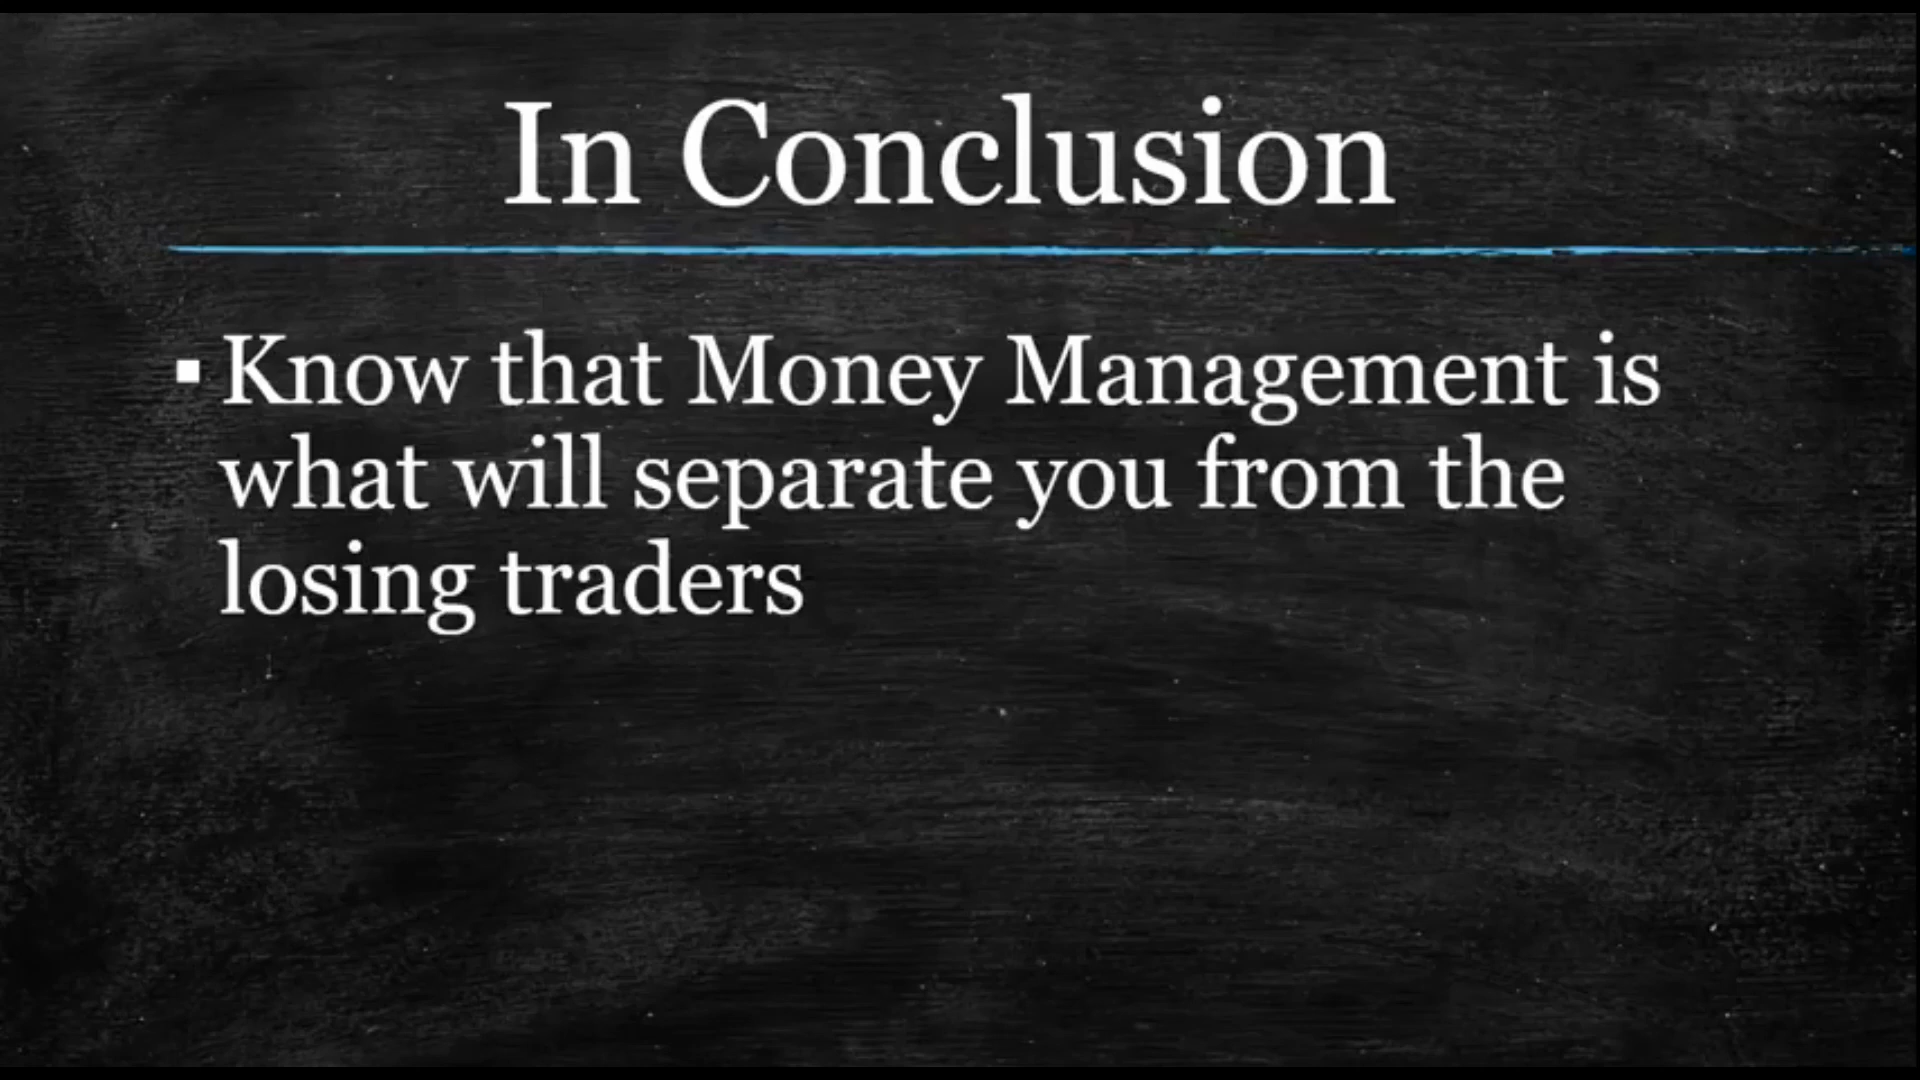 In Conclusion
▪ Know that Money Management is
what will separate you from the
losing traders